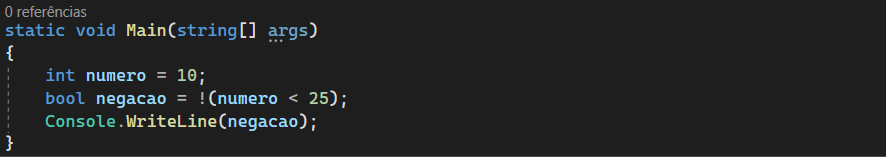 0 referências
static void Main(string[] args)
{
int numero = 10;
bool negacao = !(numero < 25);
Console.WriteLine(negacao);
}